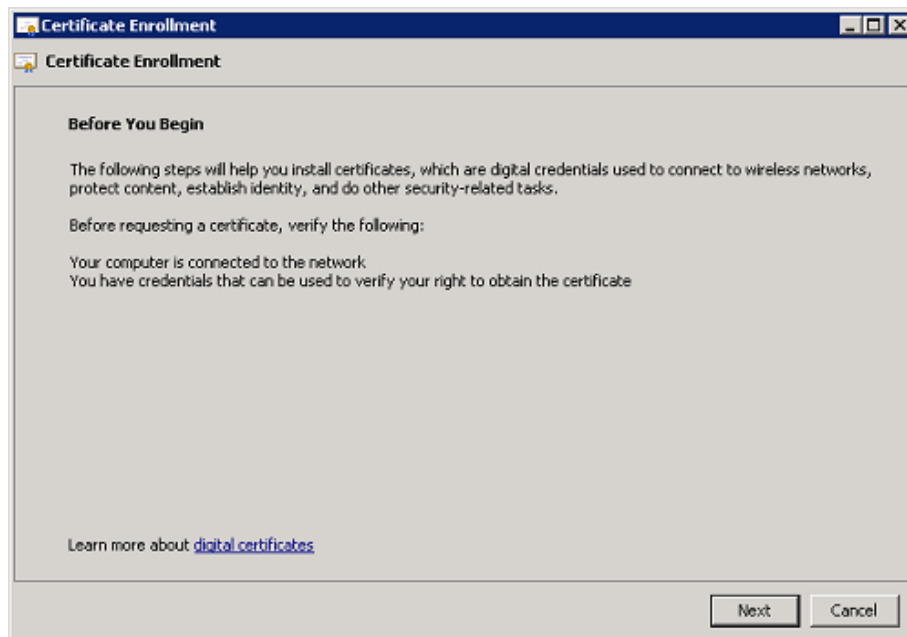 Certificate Enrollment
Certificate Enrollment
Before You Begin
The following steps will help you install certificates, which are digital credentials used to connect to wireless networks,
protect content, establish identity, and do other security-related tasks.
Before requesting a certificate, verify the following:
Your computer is connected to the network
You have credentials that can be used to verify your right to obtain the certificate
Learn more about digital certificates
Next Cancel